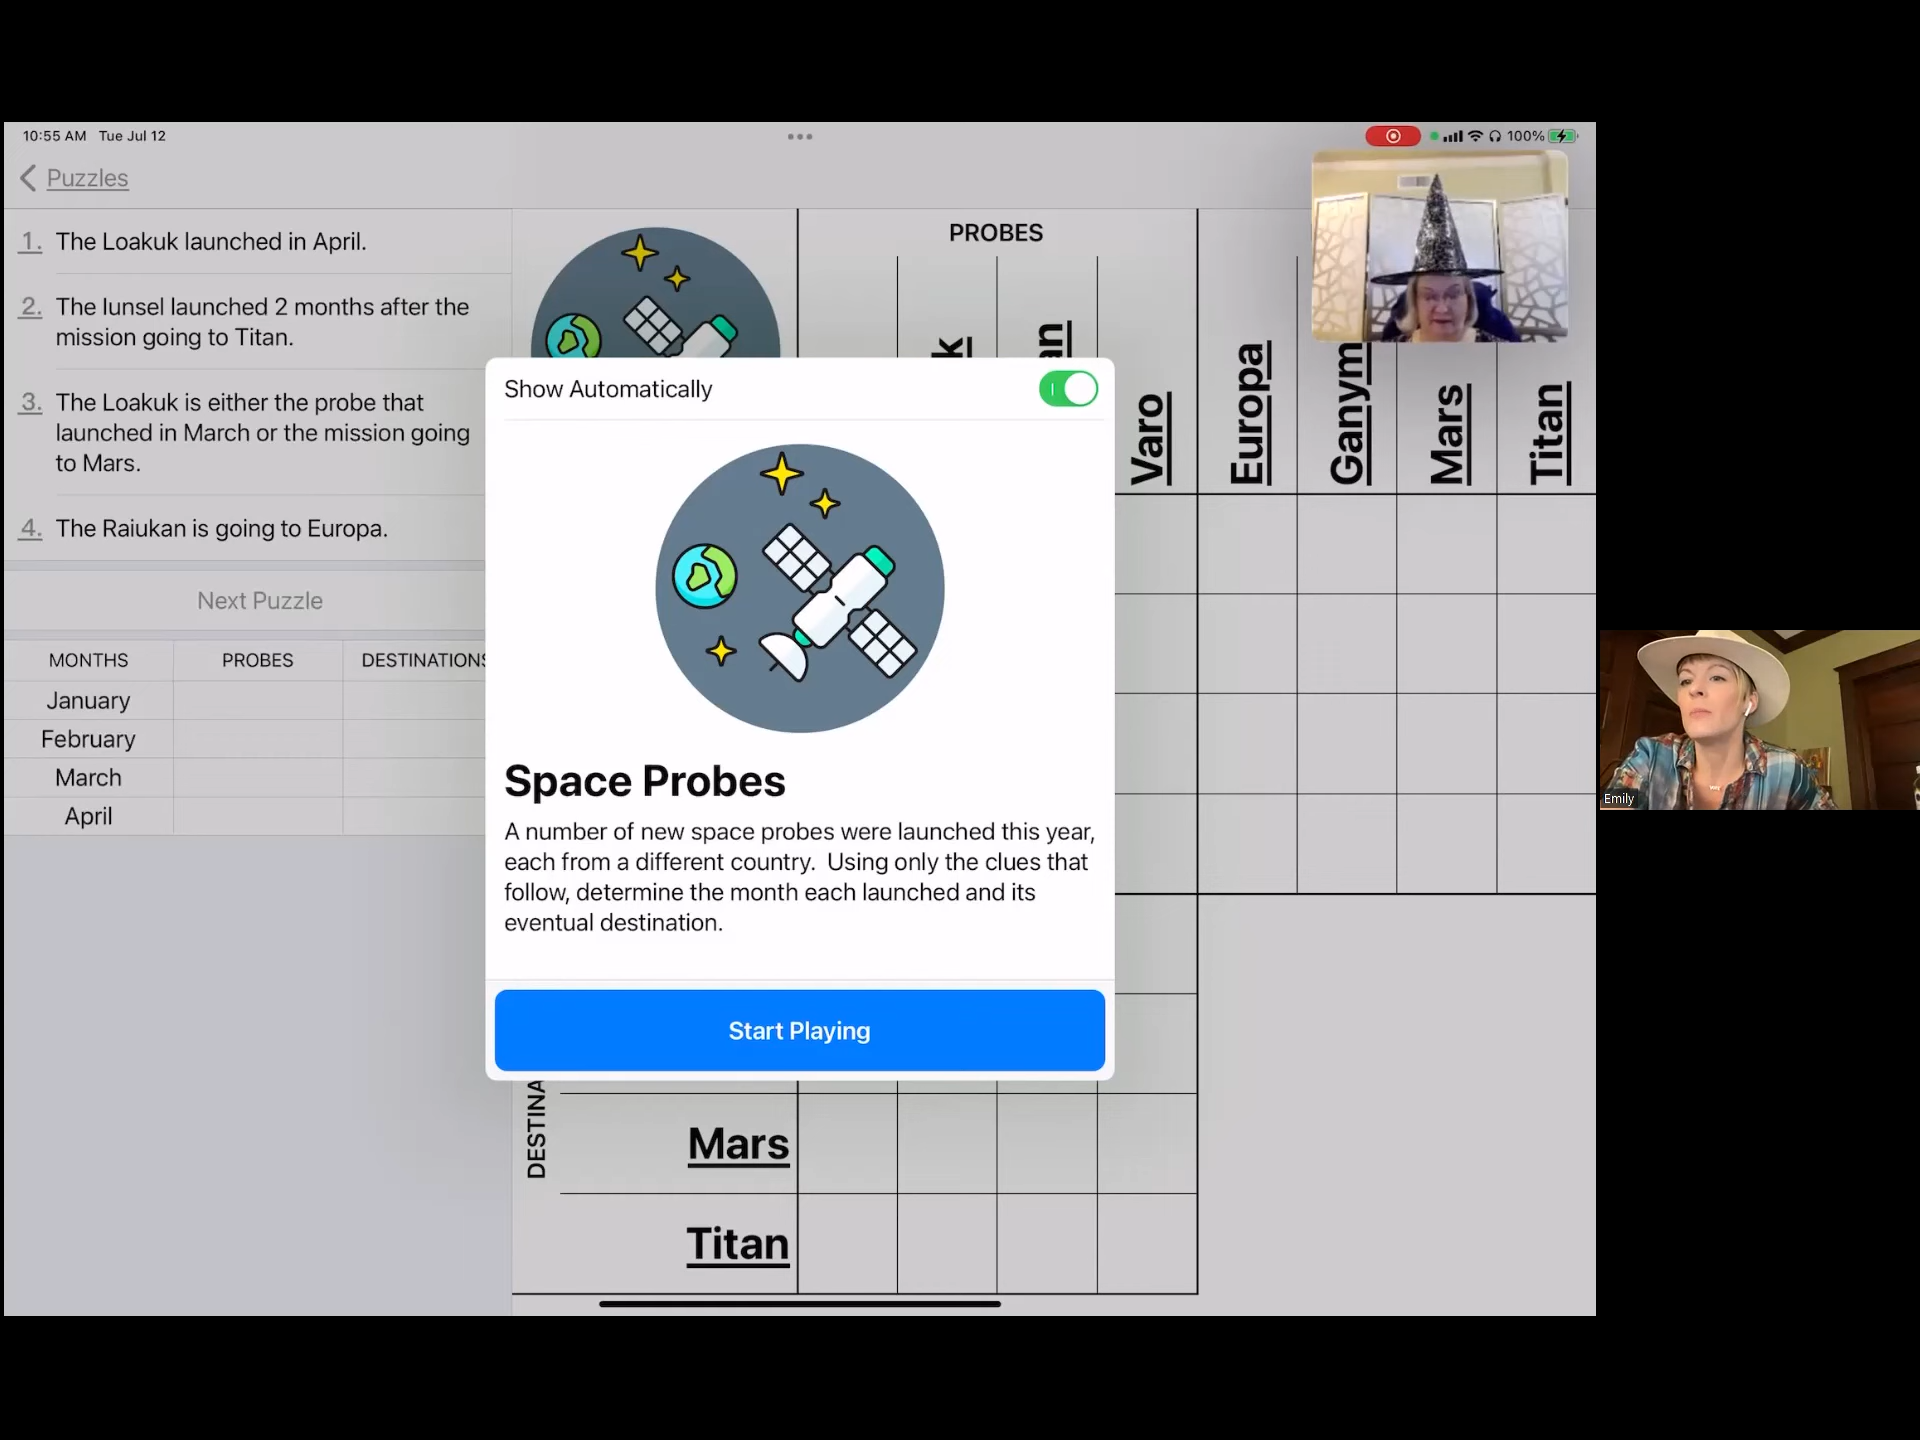 10:55 AM Tue Jul 12
100%
Puzzles
1. The Loakuk launched in April.
2. The Iunsel launched 2 months after the
mission going to Titan.
3. The Loakuk is either the probe that
launched in March or the mission going
to Mars.
4. The Raiukan is going to Europa.
Next Puzzle
MONTHS PROBES DESTINATIONS
January
February
March
April
PROBES
k
an
Varo
Europa
Ganym
Mars
Titan
Show Automatically
Space Probes
A number of new space probes were launched this year,
each from a different country. Using only the clues that
follow, determine the month each launched and its
eventual destination.
Start Playing
DESTINA
Mars
Titan
Emily